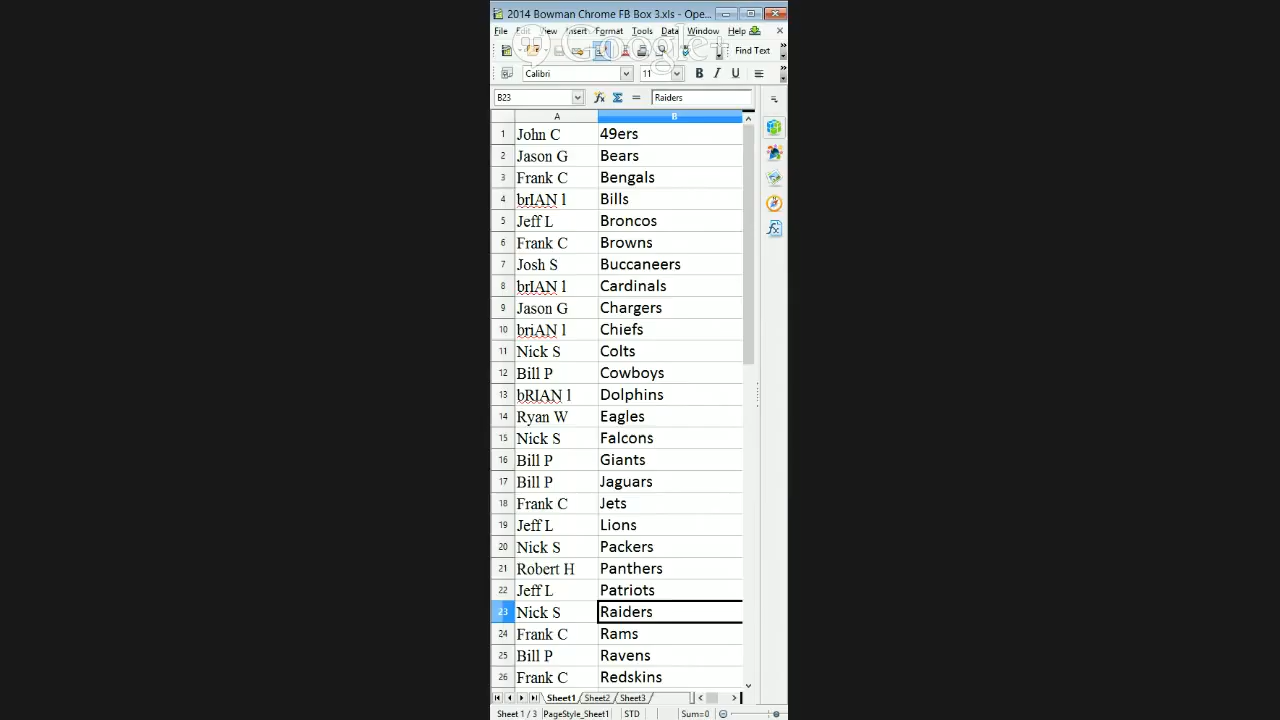 2014 Bowman Chrome FB Box 3.xls - Ope...
File Edit View Insert Format Tools Data Window Help
Google+
Find Text
Calibri 11 B I U
B23 Raiders
A B
1 John C 49ers
2 Jason G Bears
3 Frank C Bengals
4 brIAN l Bills
5 Jeff L Broncos
6 Frank C Browns
7 Josh S Buccaneers
8 brIAN l Cardinals
9 Jason G Chargers
10 briAN l Chiefs
11 Nick S Colts
12 Bill P Cowboys
13 bRIAN l Dolphins
14 Ryan W Eagles
15 Nick S Falcons
16 Bill P Giants
17 Bill P Jaguars
18 Frank C Jets
19 Jeff L Lions
20 Nick S Packers
21 Robert H Panthers
22 Jeff L Patriots
23 Nick S Raiders
24 Frank C Rams
25 Bill P Ravens
26 Frank C Redskins
Sheet1 Sheet2 Sheet3
Sheet 1 / 3 PageStyle_Sheet1 STD Sum=0